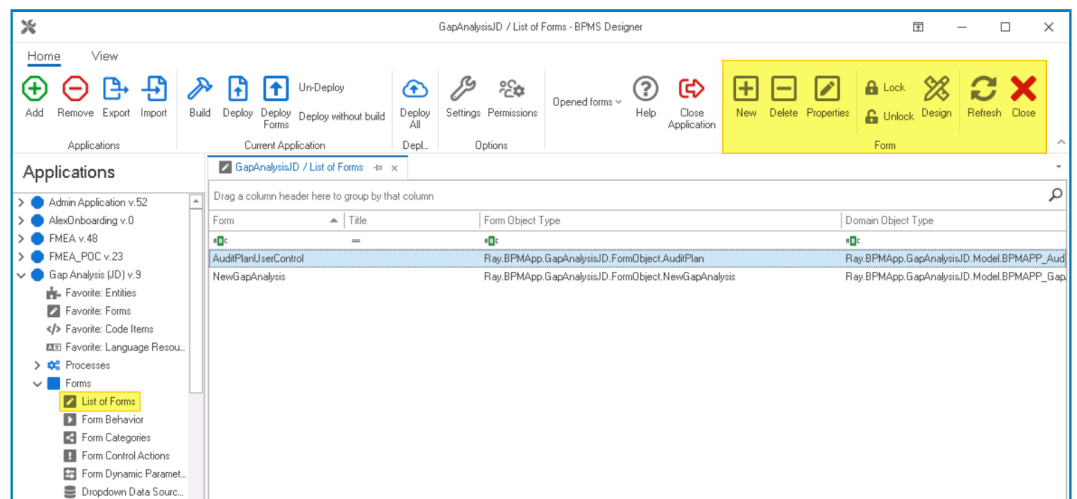 GapAnalysisJD / List of Forms - BPMS Designer
Home View
Add Remove Export Import Build Deploy Deploy Forms Un-Deploy Deploy without build Deploy All Settings Permissions Opened forms Help Close Application New Delete Properties Lock Unlock Design Refresh Close
Applications Current Application Depl... Options Form
Applications
GapAnalysisJD / List of Forms
Drag a column header here to group by that column
Form Title Form Object Type Domain Object Type
AuditPlanUserControl Ray.BPMApp.GapAnalysisJD.FormObject.AuditPlan Ray.BPMApp.GapAnalysisJD.Model.BPMAPP_Aud
NewGapAnalysis Ray.BPMApp.GapAnalysisJD.FormObject.NewGapAnalysis Ray.BPMApp.GapAnalysisJD.Model.BPMAPP_Gap
Admin Application v.52
AlexOnboarding v.0
FMEA v.48
FMEA_POC v.23
Gap Analysis (JD) v.9
Favorite: Entities
Favorite: Forms
Favorite: Code Items
Favorite: Language Resou...
Processes
Forms
List of Forms
Form Behavior
Form Categories
Form Control Actions
Form Dynamic Paramet...
Dropdown Data Sourc...